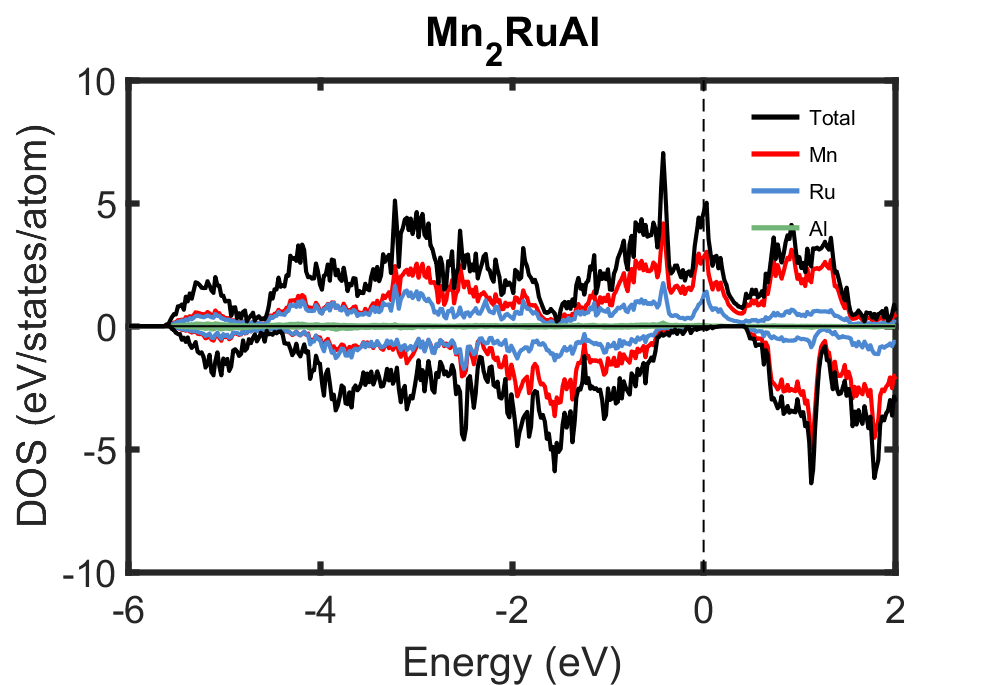 Mn₂RuAl
DOS (eV/states/atom)
10
5
0
-5
-10
Total
Mn
Ru
Al
-6
-4
-2
0
2
Energy (eV)